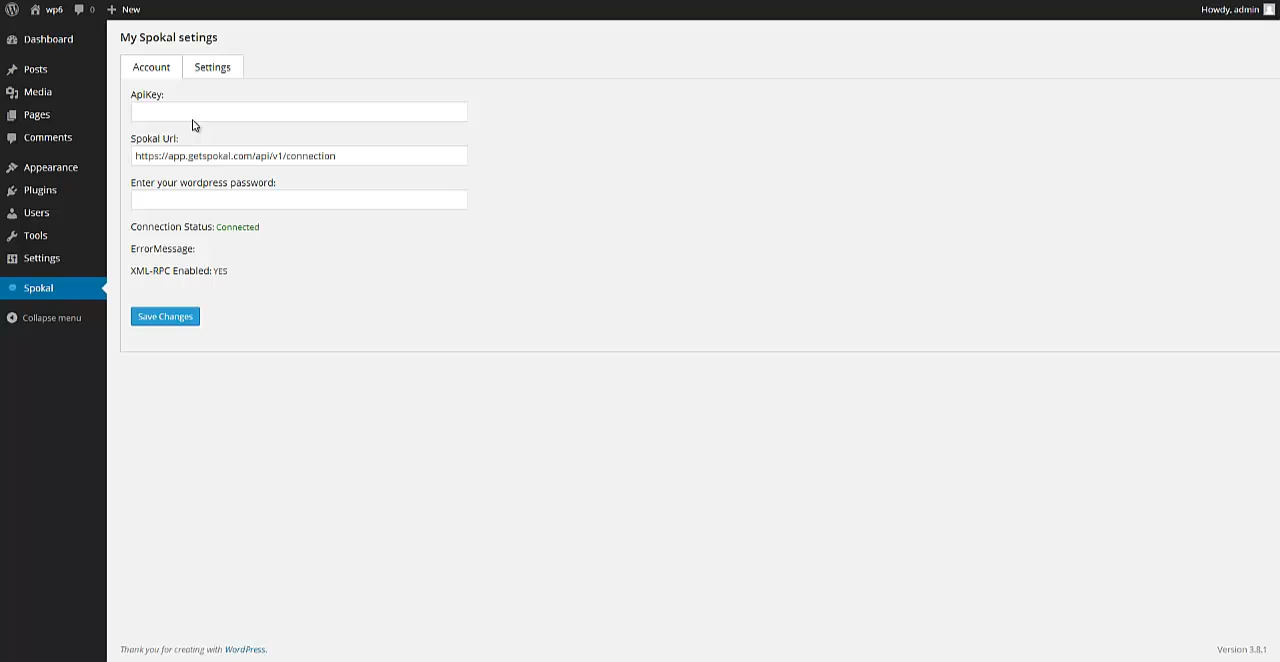 wp6 0 New Howdy, admin
Dashboard
Posts
Media
Pages
Comments
Appearance
Plugins
Users
Tools
Settings
Spokal
Collapse menu
My Spokal setings
Account Settings
ApiKey:
Spokal Url:
https://app.getspokal.com/api/v1/connection
Enter your wordpress password:
Connection Status: Connected
ErrorMessage:
XML-RPC Enabled: YES
Save Changes
Thank you for creating with WordPress. Version 3.8.1